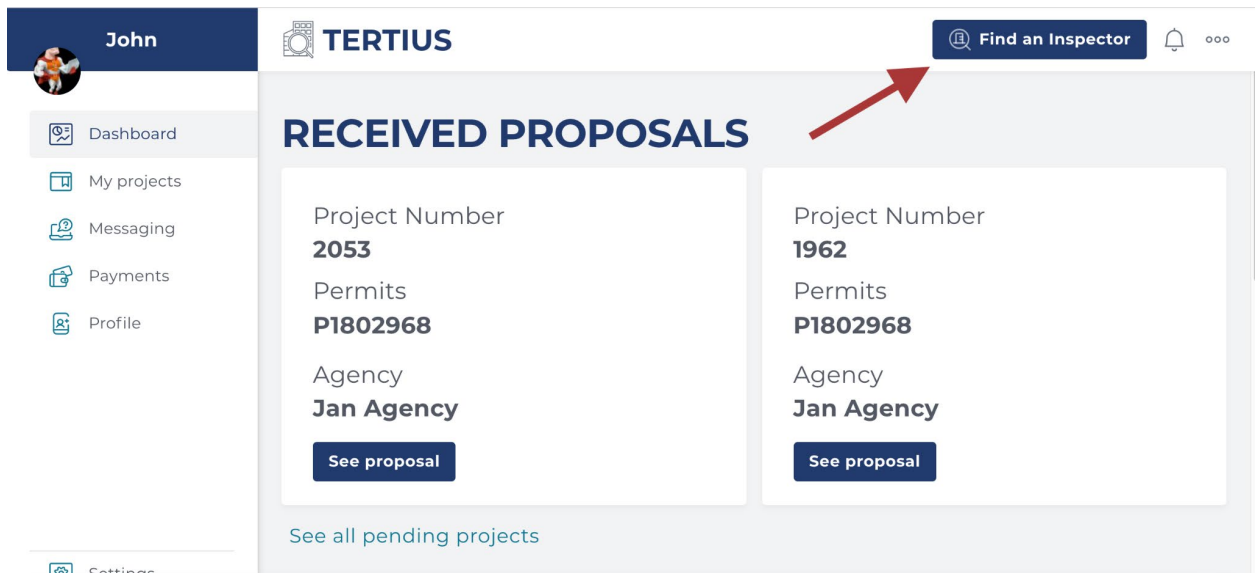 John
TERTIUS
Find an Inspector
Dashboard
My projects
Messaging
Payments
Profile
Settings
RECEIVED PROPOSALS
Project Number
2053
Permits
P1802968
Agency
Jan Agency
See proposal
Project Number
1962
Permits
P1802968
Agency
Jan Agency
See proposal
See all pending projects